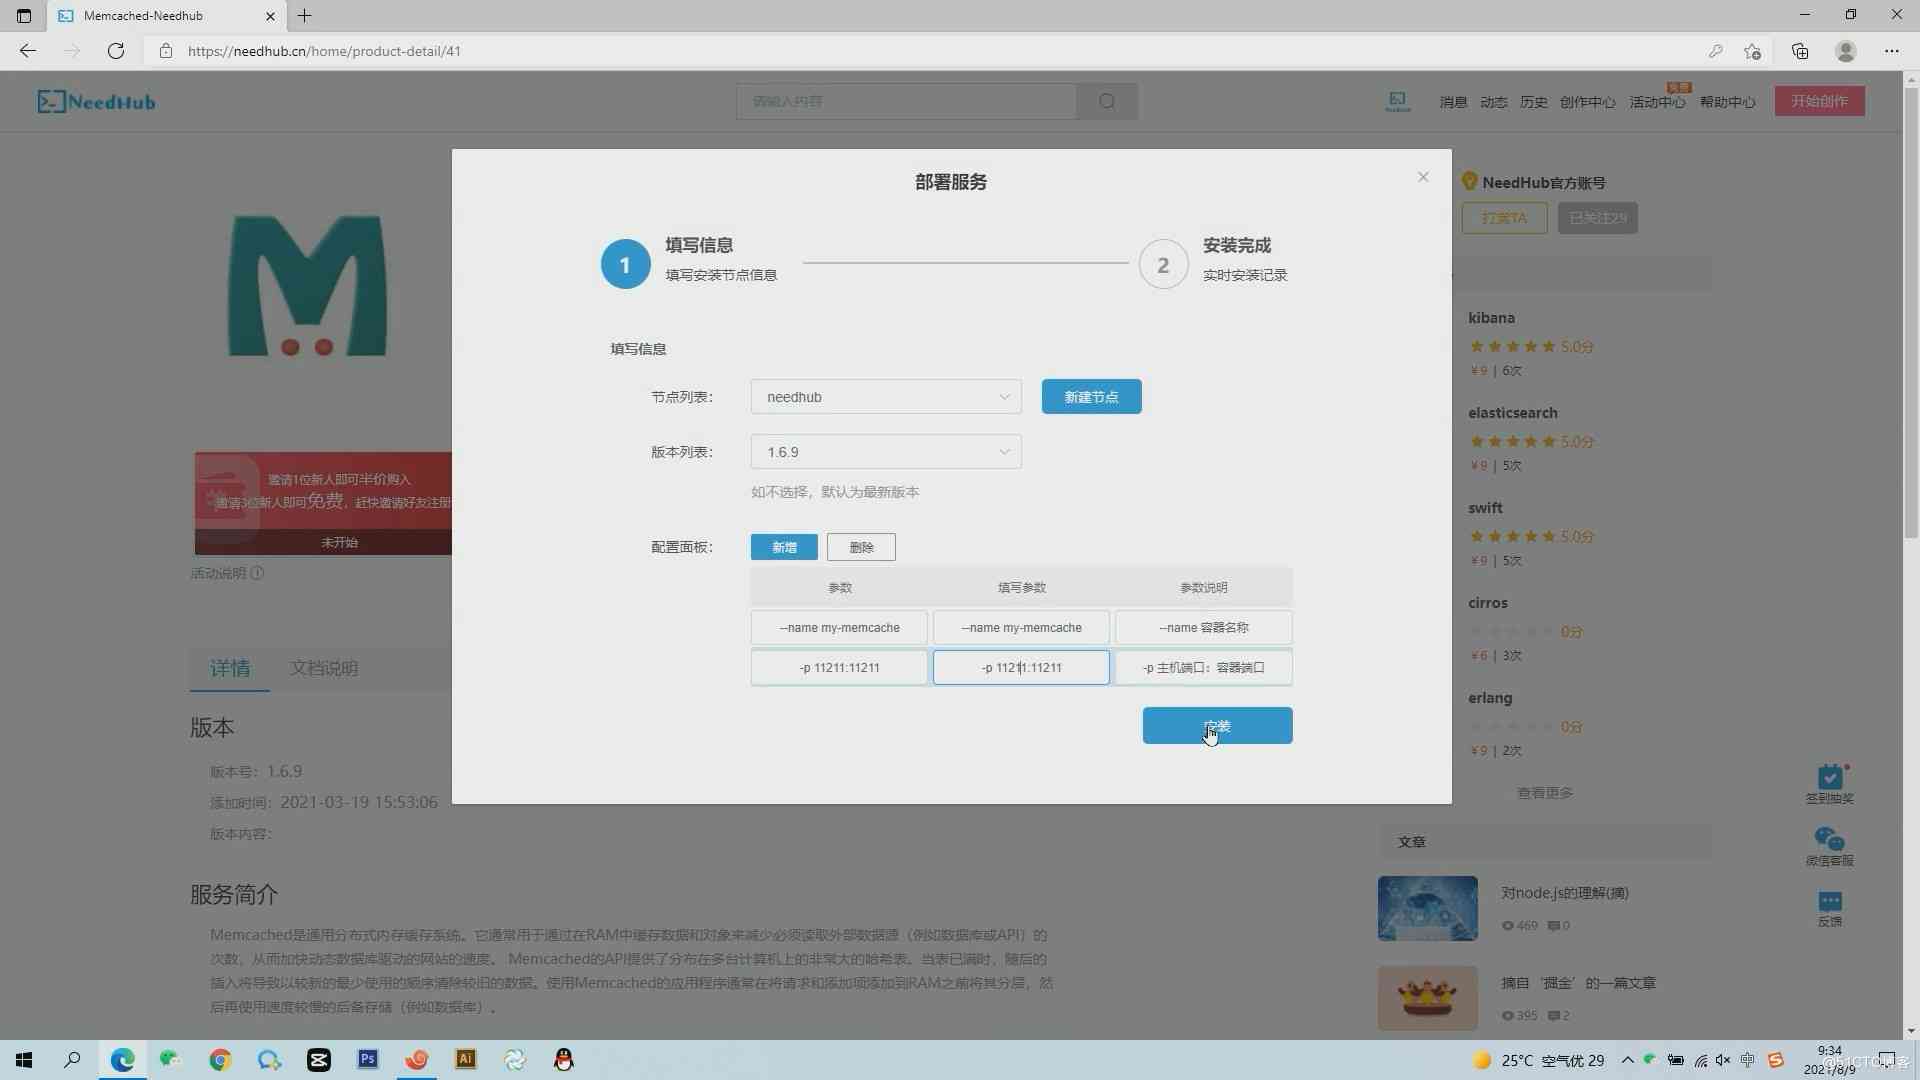 Memcached-Needhub
https://needhub.cn/home/product-detail/41
NeedHub
请输入内容
消息 动态 历史 创作中心 活动中心 帮助中心
免费
开始创作
部署服务
1
填写信息
填写安装节点信息
2
安装完成
实时安装记录
填写信息
节点列表：
needhub
新建节点
版本列表：
1.6.9
如不选择，默认为最新版本
配置面板：
新增
删除
参数
填写参数
参数说明
--name my-memcache
--name my-memcache
--name 容器名称
-p 11211:11211
-p 11211:11211
-p 主机端口：容器端口
安装
邀请1位新人即可半价购入
邀请3位新人即可免费，赶快邀请好友注册
未开始
活动说明
详情
文档说明
版本
版本号：1.6.9
添加时间：2021-03-19 15:53:06
版本内容：
服务简介
Memcached是通用分布式内存缓存系统。它通常用于通过在RAM中缓存数据和对象来减少必须读取外部数据源（例如数据库或API）的
次数，从而加快动态数据库驱动的网站的速度。 Memcached的API提供了分布在多台计算机上的非常大的哈希表。当表已满时，随后的
插入将导致以较新的最少使用的顺序清除较旧的数据。使用Memcached的应用程序通常在将请求和添加项添加到RAM之前将其分层，然
后再使用速度较慢的后备存储（例如数据库）。
NeedHub官方账号
打赏TA
已关注29
kibana
5.0分
￥9 | 6次
elasticsearch
5.0分
￥9 | 5次
swift
5.0分
￥9 | 5次
cirros
0分
￥6 | 3次
erlang
0分
￥9 | 2次
查看更多
文章
对node.js的理解(摘)
469 0
摘自‘掘金’的一篇文章
395 2
签到抽奖
微信客服
反馈
Ps
Ai
25°C 空气优 29
中
9:34
2021/8/9
@51CTO博客